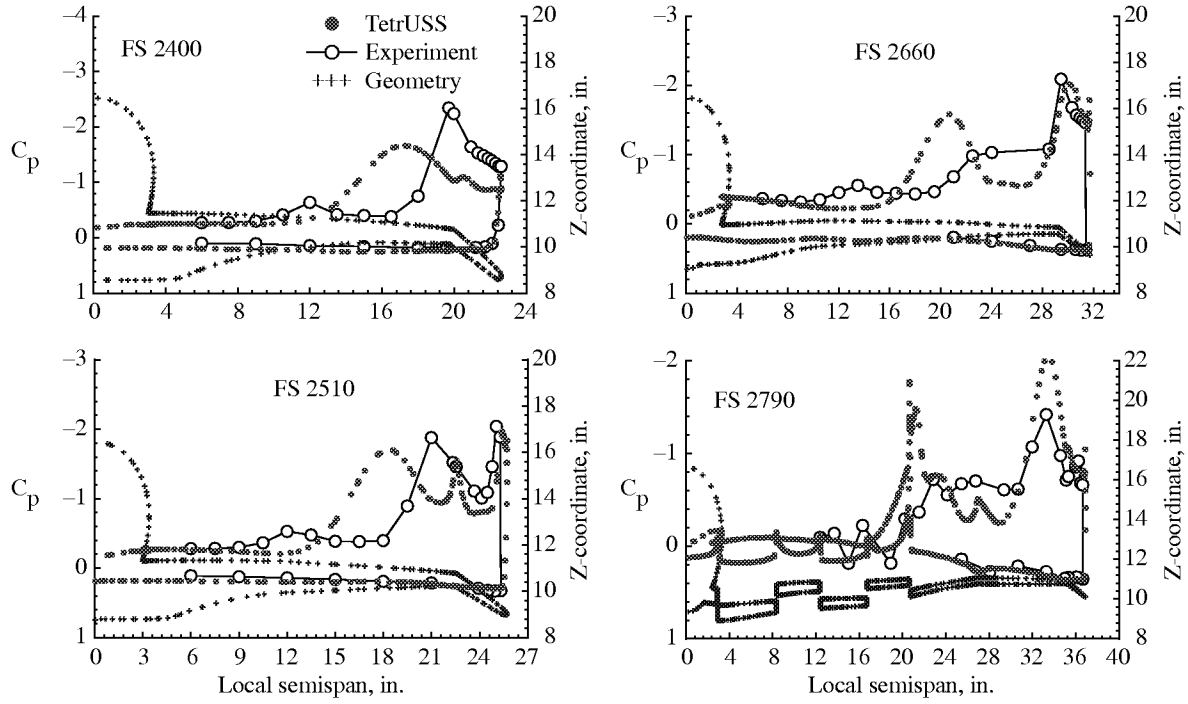 FS 2400
TetrUSS
Experiment
Geometry
–4
–3
–2
–1
0
1
Cp
20
18
16
14
12
10
8
Z-coordinate, in.
0 4 8 12 16 20 24
FS 2660
–3
–2
–1
0
1
Cp
20
18
16
14
12
10
8
Z-coordinate, in.
0 4 8 12 16 20 24 28 32
FS 2510
–3
–2
–1
0
1
Cp
20
18
16
14
12
10
8
Z-coordinate, in.
0 3 6 9 12 15 18 21 24 27
Local semispan, in.
FS 2790
–2
–1
0
1
Cp
22
20
18
16
14
12
10
8
Z-coordinate, in.
0 4 8 12 16 20 24 28 32 36 40
Local semispan, in.